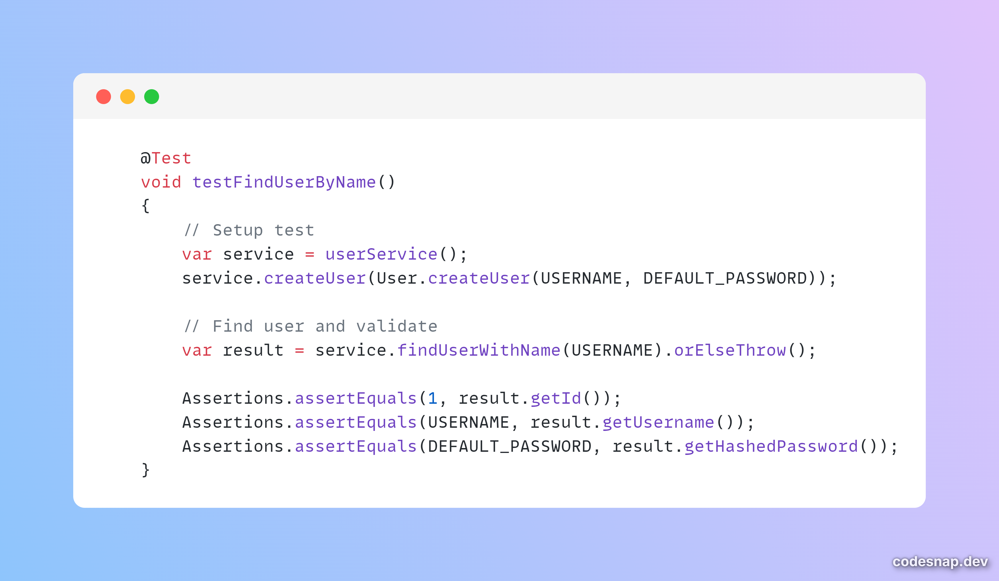 @Test
void testFindUserByName()
{
    // Setup test
    var service = userService();
    service.createUser(User.createUser(USERNAME, DEFAULT_PASSWORD));

    // Find user and validate
    var result = service.findUserWithName(USERNAME).orElseThrow();

    Assertions.assertEquals(1, result.getId());
    Assertions.assertEquals(USERNAME, result.getUsername());
    Assertions.assertEquals(DEFAULT_PASSWORD, result.getHashedPassword());
}
codesnap.dev